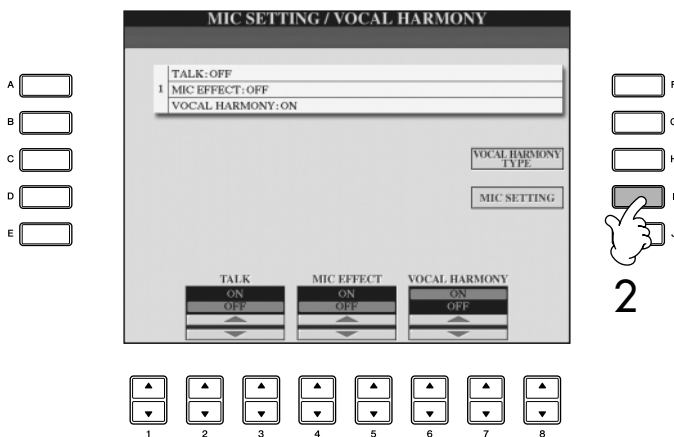 MIC SETTING / VOCAL HARMONY
TALK:OFF
1 MIC EFFECT:OFF
VOCAL HARMONY:ON
A
B
C
D
E
F
G
H
I
J
VOCAL HARMONY
TYPE
MIC SETTING
TALK MIC EFFECT VOCAL HARMONY
ON ON ON
OFF OFF OFF
2
1 2 3 4 5 6 7 8